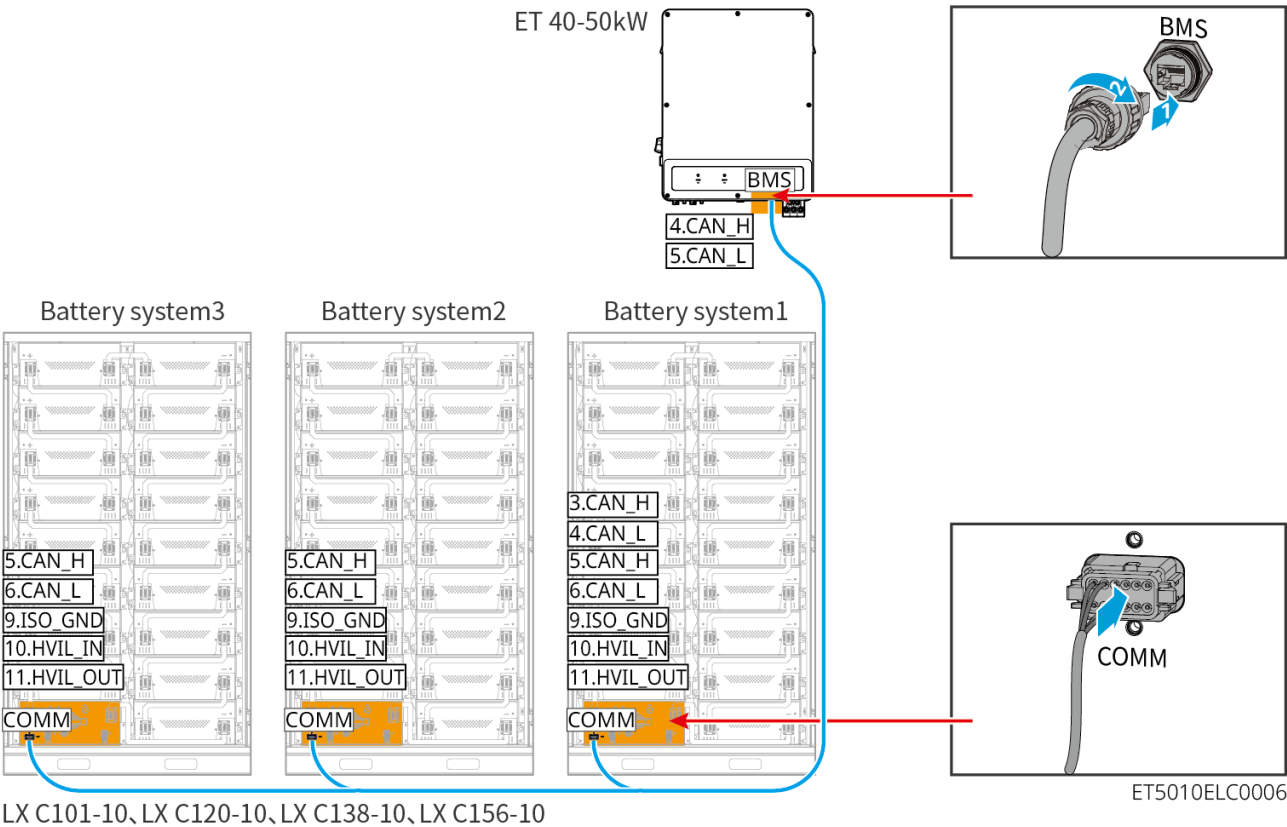 ET 40-50kW
BMS
2
1
BMS
4.CAN_H
5.CAN_L
Battery system3
Battery system2
Battery system1
5.CAN_H
6.CAN_L
9.ISO_GND
10.HVIL_IN
11.HVIL_OUT
COMM
5.CAN_H
6.CAN_L
9.ISO_GND
10.HVIL_IN
11.HVIL_OUT
COMM
3.CAN_H
4.CAN_L
5.CAN_H
6.CAN_L
9.ISO_GND
10.HVIL_IN
11.HVIL_OUT
COMM
COMM
ET5010ELC0006
LX C101-10、LX C120-10、LX C138-10、LX C156-10